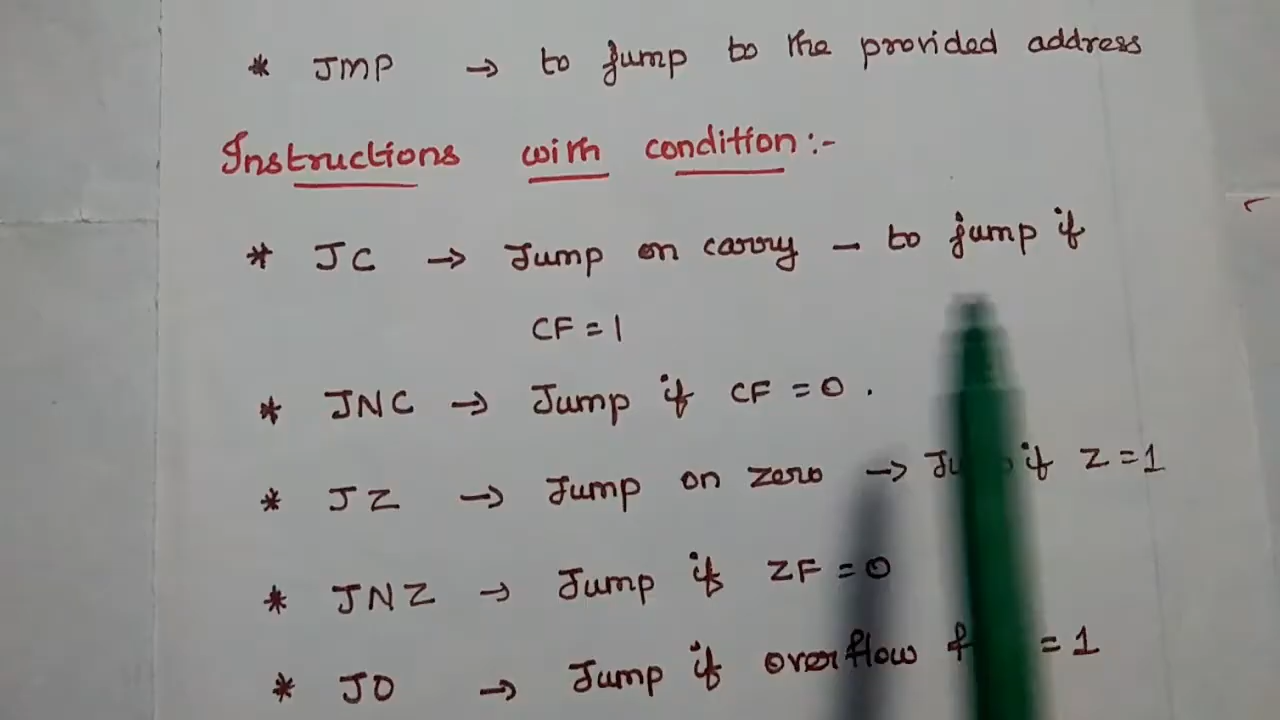 * JMP → to jump to the provided address
Instructions with condition:-
* JC → Jump on carry - to jump if
CF = 1
* JNC → Jump if CF = 0 .
* JZ → Jump on zero → if Z = 1
* JNZ → Jump if ZF = 0
* JO → Jump if overflow = 1